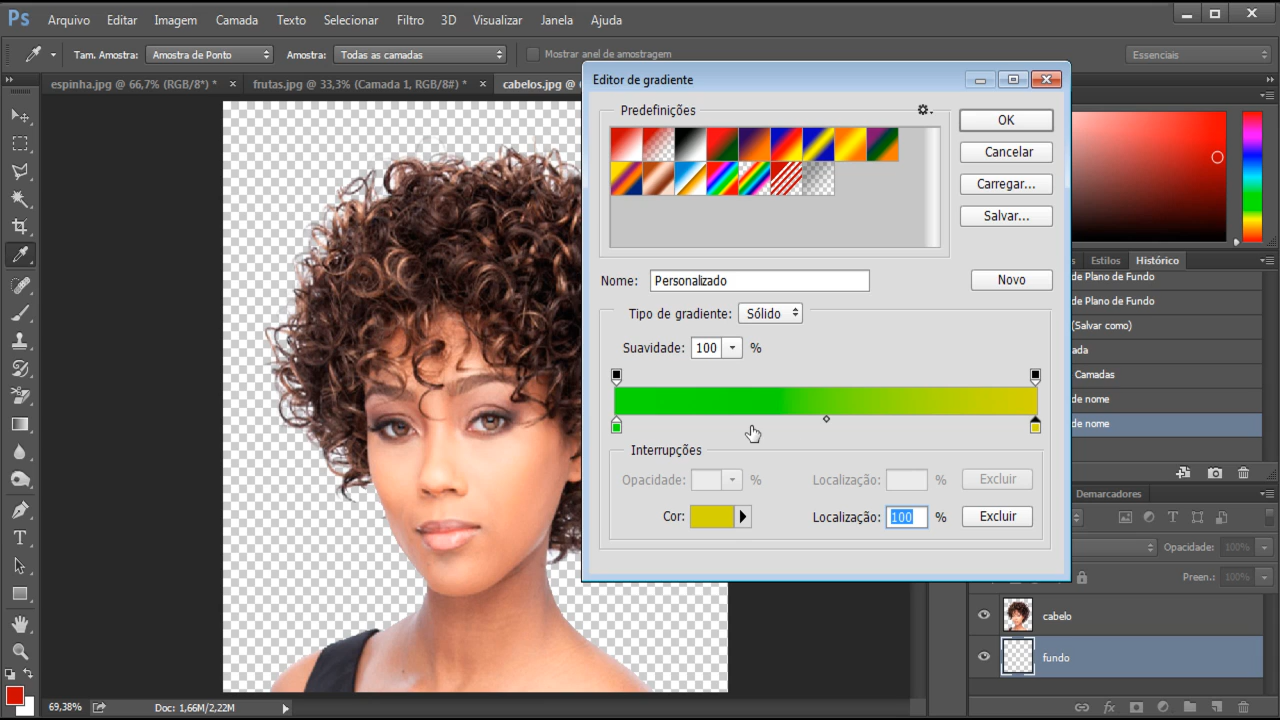 Ps Arquivo Editar Imagem Camada Texto Selecionar Filtro 3D Visualizar Janela Ajuda
Tam. Amostra: Amostra de Ponto Amostra: Todas as camadas Mostrar anel de amostragem Essenciais
espinha.jpg @ 66,7% (RGB/8*) * × frutas.jpg @ 33,3% (Camada 1, RGB/8#) * × cabelos.jpg @
Editor de gradiente
Predefinições
OK
Cancelar
Carregar...
Salvar...
Nome: Personalizado Novo
Tipo de gradiente: Sólido
Suavidade: 100 %
Interrupções
Opacidade: % Localização: % Excluir
Cor: Localização: 100 % Excluir
Estilos Histórico
de Plano de Fundo
de Plano de Fundo
(Salvar como)
Camadas
de nome
de nome
Demarcadores
Opacidade: 100%
Preen.: 100%
cabelo
fundo
69,38% Doc: 1,66M/2,22M